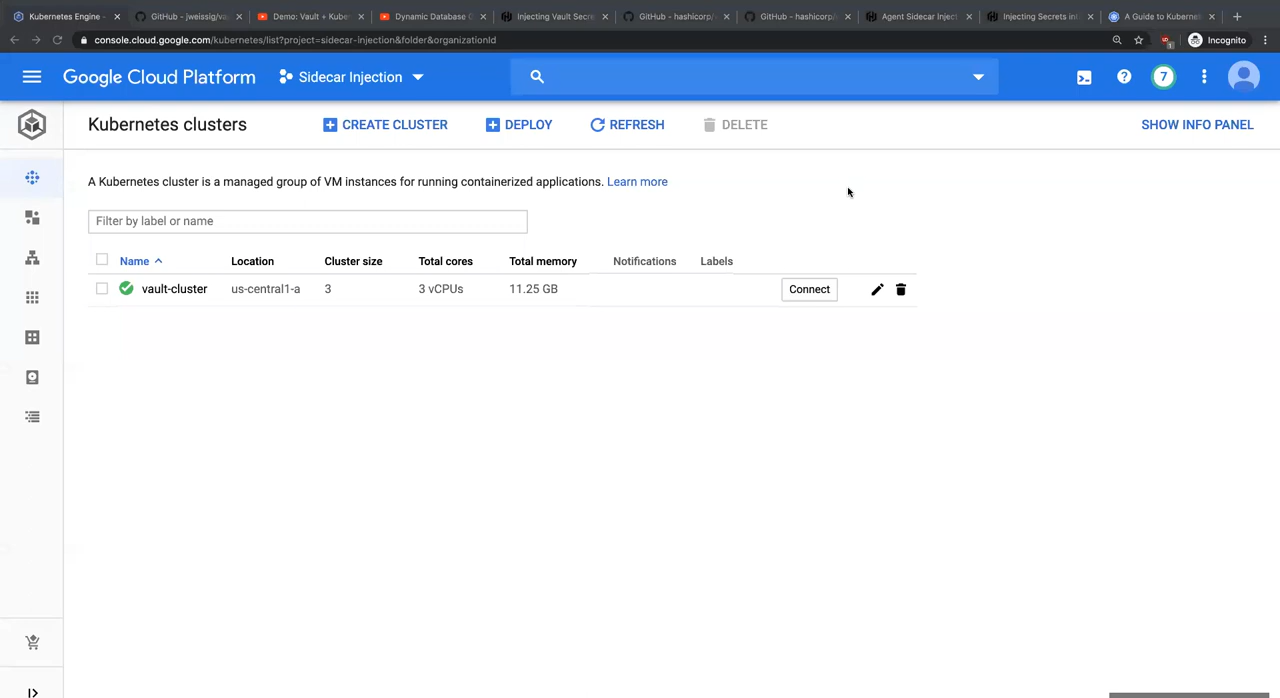 Kubernetes Engine -
GitHub - jweissig/va
Demo: Vault + Kuber
Dynamic Database C
Injecting Vault Secre
GitHub - hashicorp/
GitHub - hashicorp/
Agent Sidecar Inject
Injecting Secrets in
A Guide to Kuberne
console.cloud.google.com/kubernetes/list?project=sidecar-injection&folder&organizationId
1
Incognito
Google Cloud Platform
Sidecar Injection
7
Kubernetes clusters
CREATE CLUSTER
DEPLOY
REFRESH
DELETE
SHOW INFO PANEL
A Kubernetes cluster is a managed group of VM instances for running containerized applications. Learn more
Filter by label or name
Name Location Cluster size Total cores Total memory Notifications Labels
vault-cluster us-central1-a 3 3 vCPUs 11.25 GB Connect